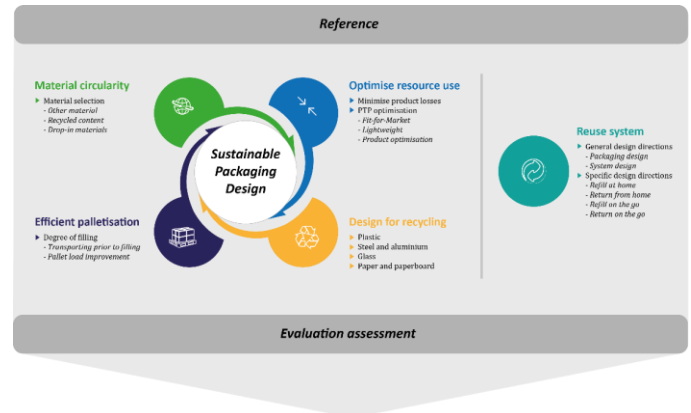 Reference
Material circularity
Material selection
- Other material
- Recycled content
- Drop-in materials
Optimise resource use
Minimise product losses
PTP optimisation
- Fit-for-Market
- Lightweight
- Product optimisation
Sustainable
Packaging
Design
Efficient palletisation
Degree of filling
- Transporting prior to filling
- Pallet load improvement
Design for recycling
Plastic
Steel and aluminium
Glass
Paper and paperboard
Reuse system
General design directions
- Packaging design
- System design
Specific design directions
- Refill at home
- Return from home
- Refill on the go
- Return on the go
Evaluation assessment